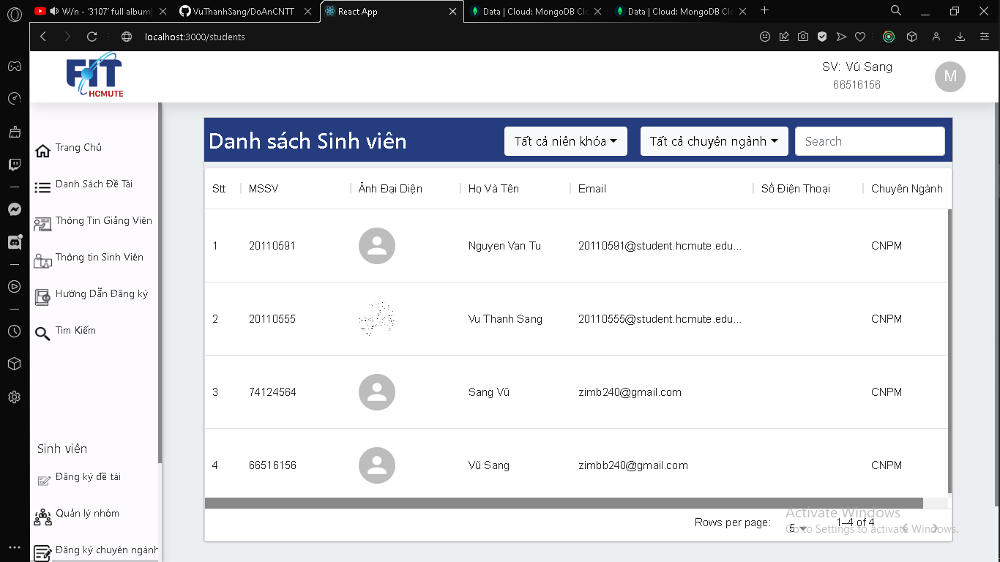 W/n - '3107' full album|
VuThanhSang/DoAnCNTT
React App
Data | Cloud: MongoDB Clo
Data | Cloud: MongoDB Clo
localhost:3000/students
FIT
HCMUTE
SV: Vũ Sang
66516156
M
Trang Chủ
Danh Sách Đề Tài
Thông Tin Giảng Viên
Thông tin Sinh Viên
Hướng Dẫn Đăng ký
Tìm Kiếm
Sinh viên
Đăng ký đề tài
Quản lý nhóm
Đăng ký chuyên ngành
Danh sách Sinh viên
Tất cả niên khóa
Tất cả chuyên ngành
Search
Stt MSSV Ảnh Đại Diện Họ Và Tên Email Số Điện Thoại Chuyên Ngành
1 20110591 Nguyen Van Tu 20110591@student.hcmute.edu... CNPM
2 20110555 Vu Thanh Sang 20110555@student.hcmute.edu... CNPM
3 74124564 Sang Vũ zimb240@gmail.com CNPM
4 66516156 Vũ Sang zimbb240@gmail.com CNPM
Rows per page: 5 1–4 of 4
Activate Windows
Go to Settings to activate Windows.